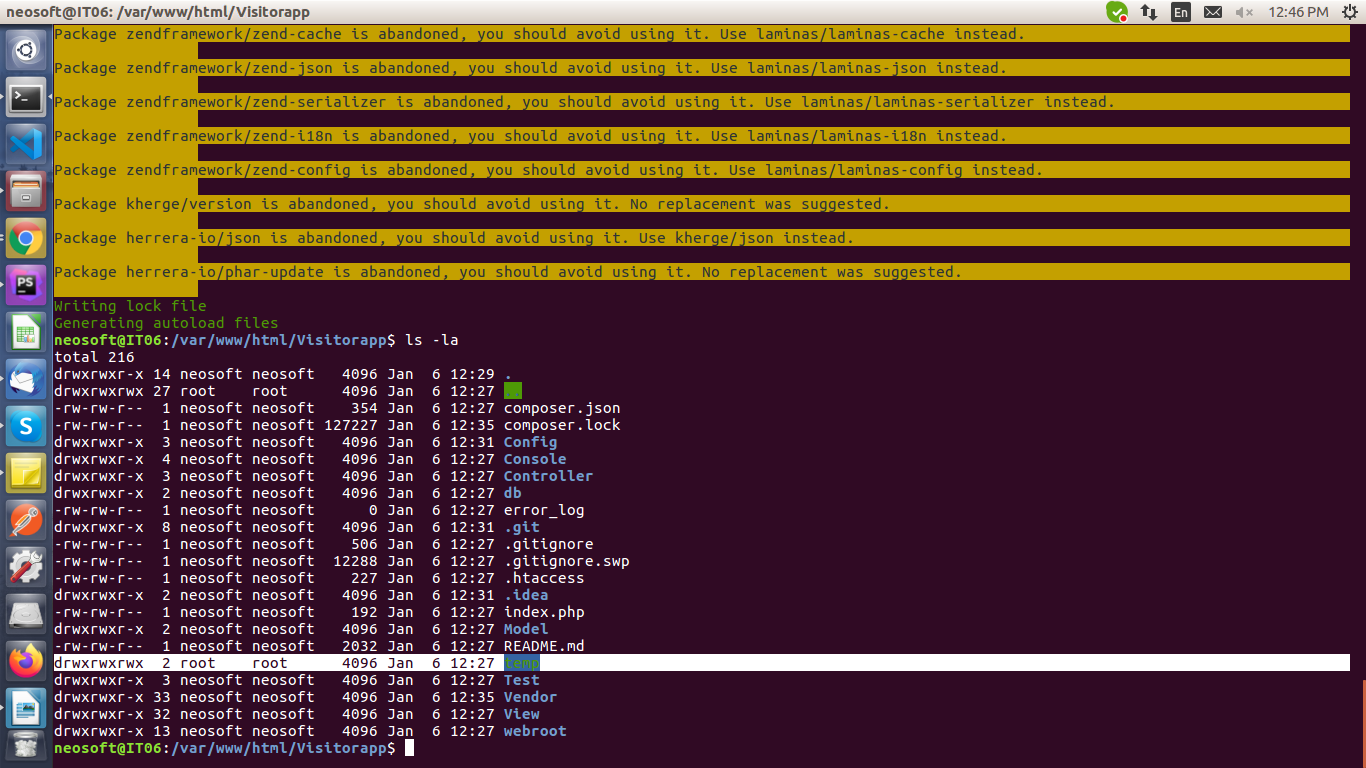 neosoft@IT06: /var/www/html/Visitorapp
En
12:46 PM
Package zendframework/zend-cache is abandoned, you should avoid using it. Use laminas/laminas-cache instead.
Package zendframework/zend-json is abandoned, you should avoid using it. Use laminas/laminas-json instead.
Package zendframework/zend-serializer is abandoned, you should avoid using it. Use laminas/laminas-serializer instead.
Package zendframework/zend-i18n is abandoned, you should avoid using it. Use laminas/laminas-i18n instead.
Package zendframework/zend-config is abandoned, you should avoid using it. Use laminas/laminas-config instead.
Package kherge/version is abandoned, you should avoid using it. No replacement was suggested.
Package herrera-io/json is abandoned, you should avoid using it. Use kherge/json instead.
Package herrera-io/phar-update is abandoned, you should avoid using it. No replacement was suggested.
Writing lock file
Generating autoload files
neosoft@IT06:/var/www/html/Visitorapp$ ls -la
total 216
drwxrwxr-x 14 neosoft neosoft   4096 Jan  6 12:29 .
drwxrwxrwx 27 root    root      4096 Jan  6 12:27 ..
-rw-rw-r--  1 neosoft neosoft    354 Jan  6 12:27 composer.json
-rw-rw-r--  1 neosoft neosoft 127227 Jan  6 12:35 composer.lock
drwxrwxr-x  3 neosoft neosoft   4096 Jan  6 12:31 Config
drwxrwxr-x  4 neosoft neosoft   4096 Jan  6 12:27 Console
drwxrwxr-x  3 neosoft neosoft   4096 Jan  6 12:27 Controller
drwxrwxr-x  2 neosoft neosoft   4096 Jan  6 12:27 db
-rw-rw-r--  1 neosoft neosoft      0 Jan  6 12:27 error_log
drwxrwxr-x  8 neosoft neosoft   4096 Jan  6 12:31 .git
-rw-rw-r--  1 neosoft neosoft    506 Jan  6 12:27 .gitignore
-rw-rw-r--  1 neosoft neosoft  12288 Jan  6 12:27 .gitignore.swp
-rw-rw-r--  1 neosoft neosoft    227 Jan  6 12:27 .htaccess
drwxrwxr-x  2 neosoft neosoft   4096 Jan  6 12:31 .idea
-rw-rw-r--  1 neosoft neosoft    192 Jan  6 12:27 index.php
drwxrwxr-x  2 neosoft neosoft   4096 Jan  6 12:27 Model
-rw-rw-r--  1 neosoft neosoft   2032 Jan  6 12:27 README.md
drwxrwxrwx  2 root    root      4096 Jan  6 12:27 temp
drwxrwxr-x  3 neosoft neosoft   4096 Jan  6 12:27 Test
drwxrwxr-x 33 neosoft neosoft   4096 Jan  6 12:35 Vendor
drwxrwxr-x 32 neosoft neosoft   4096 Jan  6 12:27 View
drwxrwxr-x 13 neosoft neosoft   4096 Jan  6 12:27 webroot
neosoft@IT06:/var/www/html/Visitorapp$
PS
S